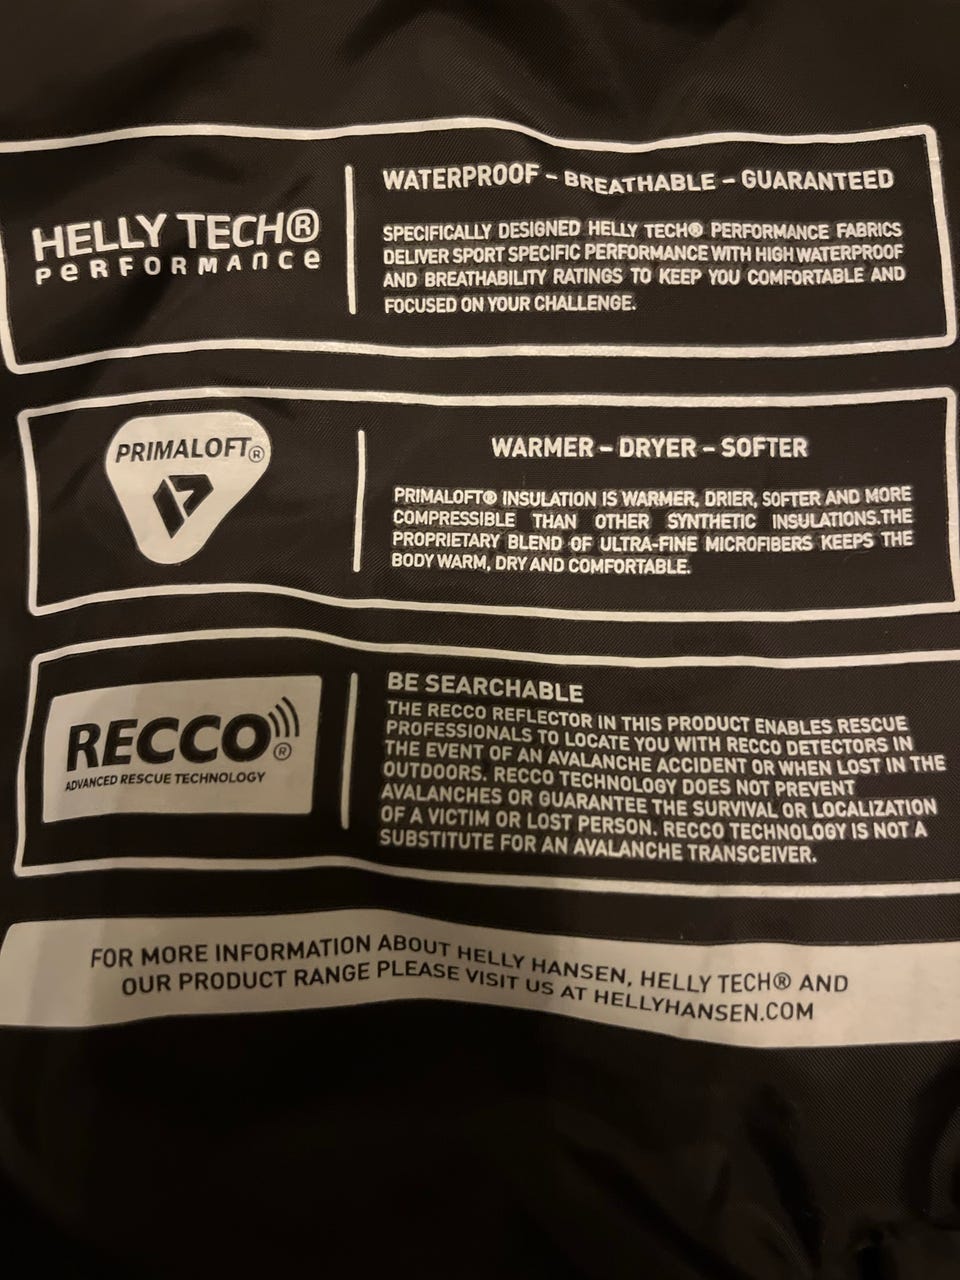 HELLY TECH®
PERFORMANCE
WATERPROOF - BREATHABLE - GUARANTEED
SPECIFICALLY DESIGNED HELLY TECH® PERFORMANCE FABRICS
DELIVER SPORT SPECIFIC PERFORMANCE WITH HIGH WATERPROOF
AND BREATHABILITY RATINGS TO KEEP YOU COMFORTABLE AND
FOCUSED ON YOUR CHALLENGE.
PRIMALOFT®
WARMER - DRYER - SOFTER
PRIMALOFT® INSULATION IS WARMER, DRIER, SOFTER AND MORE
COMPRESSIBLE THAN OTHER SYNTHETIC INSULATIONS.THE
PROPRIETARY BLEND OF ULTRA-FINE MICROFIBERS KEEPS THE
BODY WARM, DRY AND COMFORTABLE.
RECCO®
ADVANCED RESCUE TECHNOLOGY
BE SEARCHABLE
THE RECCO REFLECTOR IN THIS PRODUCT ENABLES RESCUE
PROFESSIONALS TO LOCATE YOU WITH RECCO DETECTORS IN
THE EVENT OF AN AVALANCHE ACCIDENT OR WHEN LOST IN THE
OUTDOORS. RECCO TECHNOLOGY DOES NOT PREVENT
AVALANCHES OR GUARANTEE THE SURVIVAL OR LOCALIZATION
OF A VICTIM OR LOST PERSON. RECCO TECHNOLOGY IS NOT A
SUBSTITUTE FOR AN AVALANCHE TRANSCEIVER.
FOR MORE INFORMATION ABOUT HELLY HANSEN, HELLY TECH® AND
OUR PRODUCT RANGE PLEASE VISIT US AT HELLYHANSEN.COM